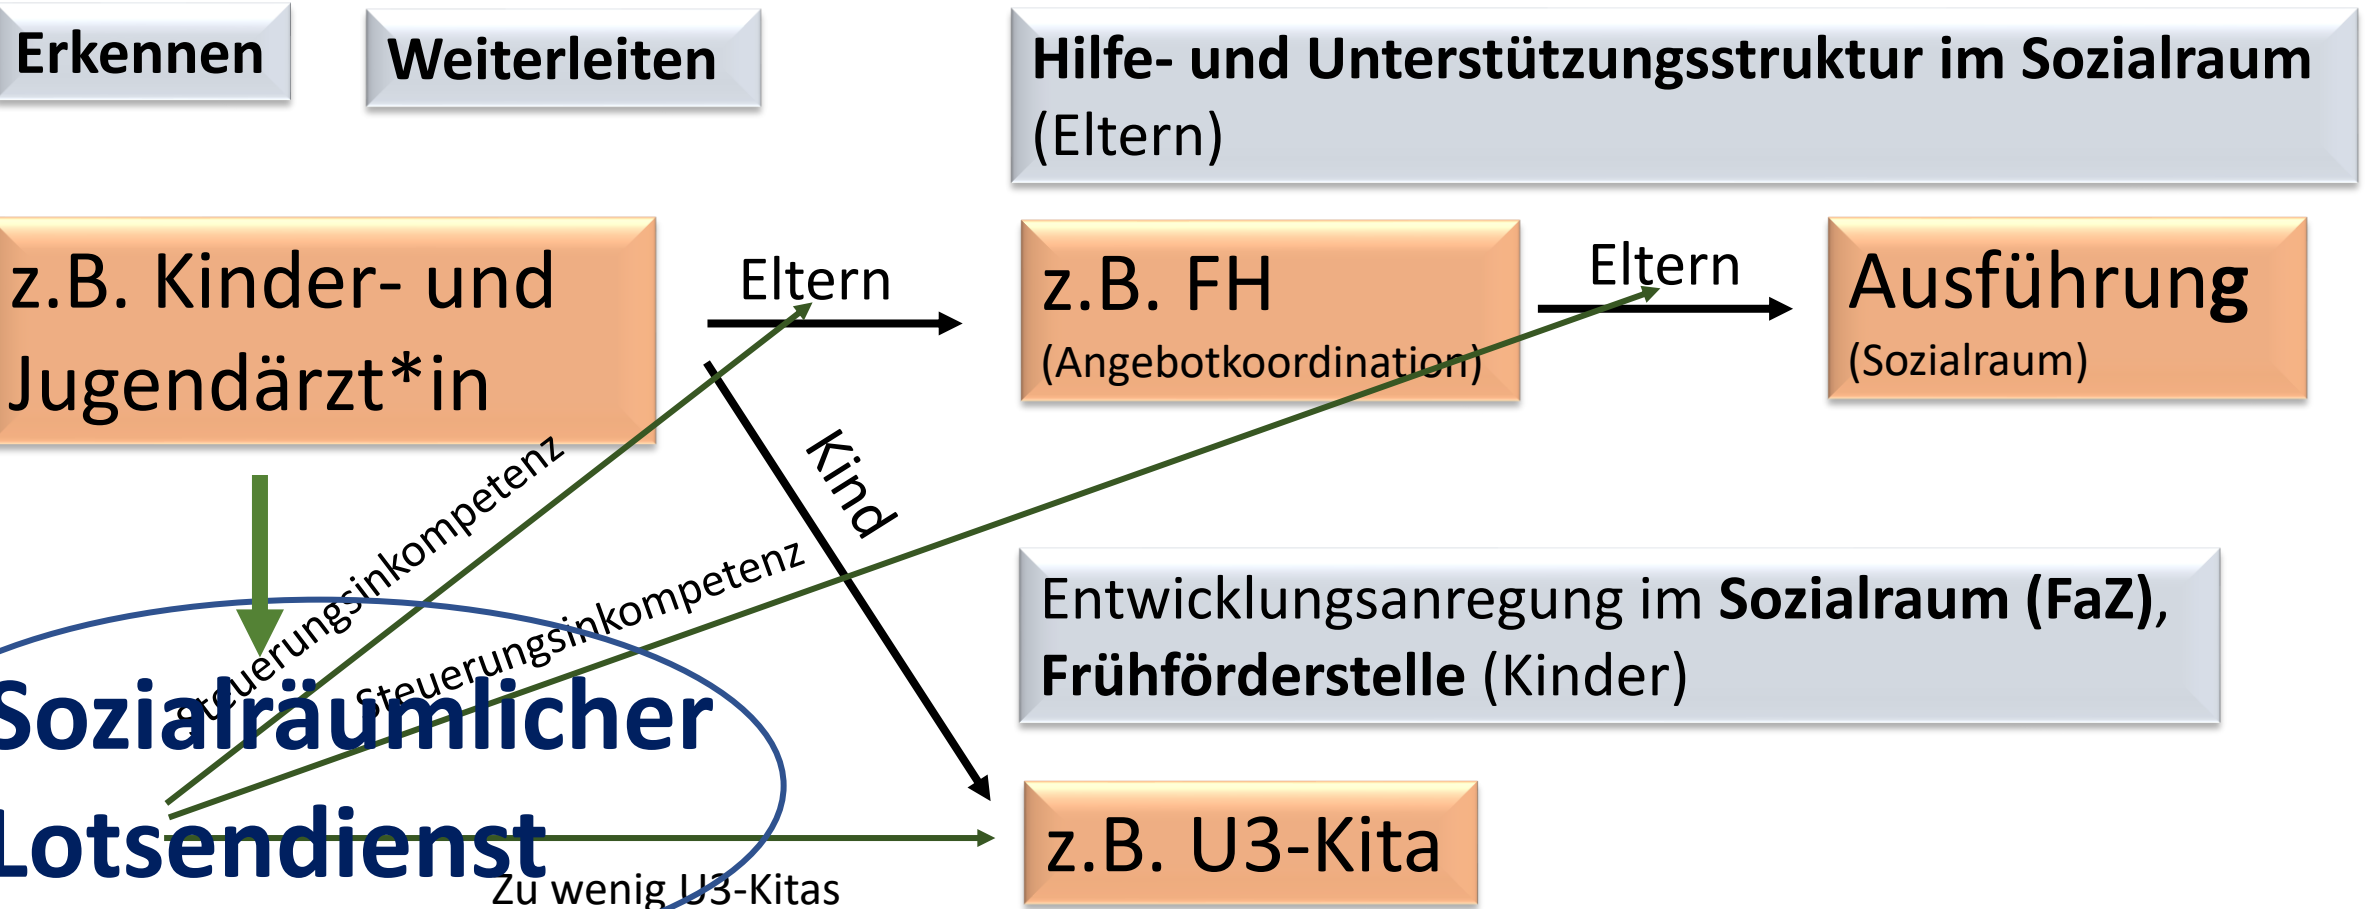 Erkennen
Weiterleiten
Hilfe- und Unterstützungsstruktur im Sozialraum
(Eltern)
z.B. Kinder- und
Jugendärzt*in
Eltern
z.B. FH
(Angebotkoordination)
Eltern
Ausführung
(Sozialraum)
Kind
Steuerungsinkompetenz
Steuerungsinkompetenz
Entwicklungsanregung im Sozialraum (FaZ),
Frühförderstelle (Kinder)
Sozialräumlicher
Lotsendienst
z.B. U3-Kita
Zu wenig U3-Kitas